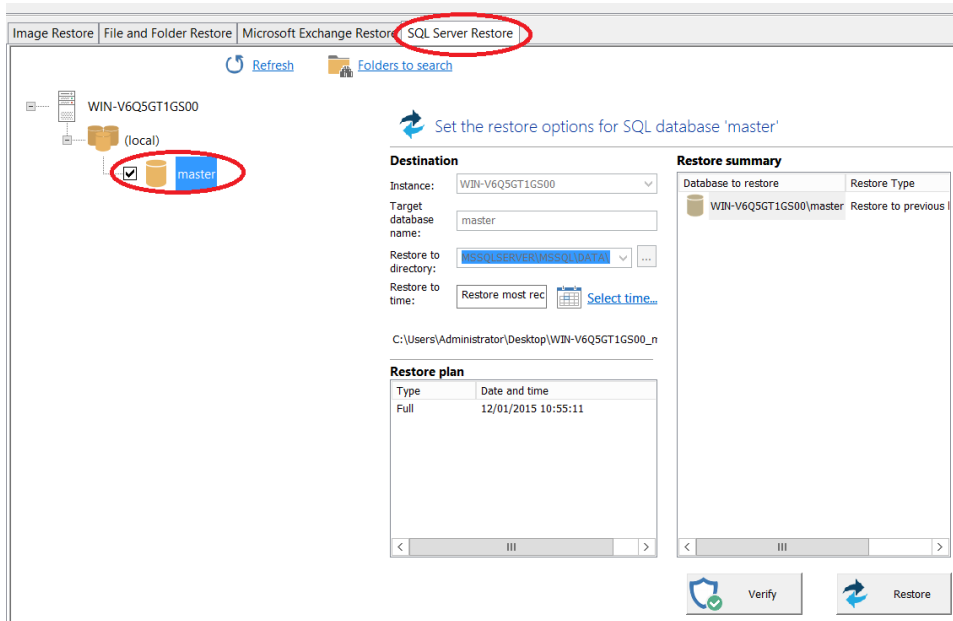 Image Restore File and Folder Restore Microsoft Exchange Restore SQL Server Restore
Refresh Folders to search
WIN-V6Q5GT1GS00
(local)
master
Set the restore options for SQL database 'master'
Destination
Instance: WIN-V6Q5GT1GS00
Target
database
name:
master
Restore to
directory:
MSSQLSERVER\MSSQL\DATA\
...
Restore to
time:
Restore most rec
Select time...
C:\Users\Administrator\Desktop\WIN-V6Q5GT1GS00_m
Restore plan
Type Date and time
Full 12/01/2015 10:55:11
Restore summary
Database to restore Restore Type
WIN-V6Q5GT1GS00\master Restore to previous l
Verify Restore